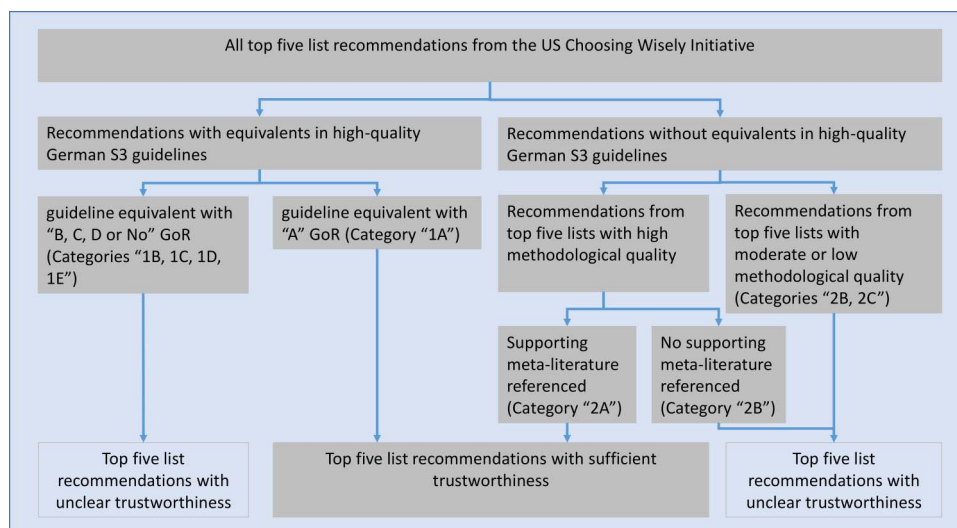 All top five list recommendations from the US Choosing Wisely Initiative
Recommendations with equivalents in high-quality
German S3 guidelines
Recommendations without equivalents in high-quality
German S3 guidelines
guideline equivalent with
“B, C, D or No” GoR
(Categories “1B, 1C, 1D,
1E”)
guideline equivalent with
“A” GoR (Category “1A”)
Recommendations from
top five lists with high
methodological quality
Recommendations from
top five lists with
moderate or low
methodological quality
(Categories “2B, 2C”)
Supporting
meta-literature
referenced
(Category “2A”)
No supporting
meta-literature
referenced
(Category “2B”)
Top five list
recommendations with
unclear trustworthiness
Top five list recommendations with sufficient
trustworthiness
Top five list
recommendations with
unclear trustworthiness